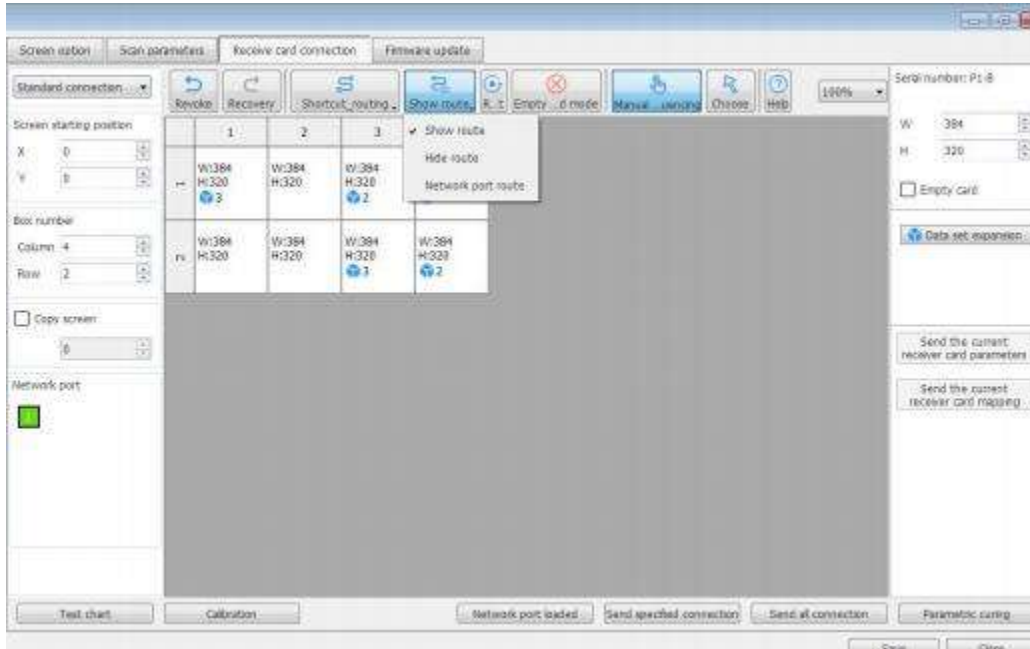 Screen option Scan parameters Receive card connection Firmware update
Standard connection
Revoke Recovery Shortcut_routing Show route R...t Empty ...d mode Manual ... Choose Help 100%
Serial number: P1-8
Screen starting position
X 0
Y 0
W 384
H 320
Empty card
Data set expansion
Show route
Hide route
Network port route
1 2 3
1
W:384 W:384 W:384
H:320 H:320 H:320
3 2
Box number
Column 4
Row 2
2
W:384 W:384 W:384 W:384
H:320 H:320 H:320 H:320
3 2
Copy screen
0
Network port
1
Send the current
receiver card parameters
Send the current
receiver card mapping
Test chart Calibration Network port loaded Send specified connection Send all connection Parametric curing